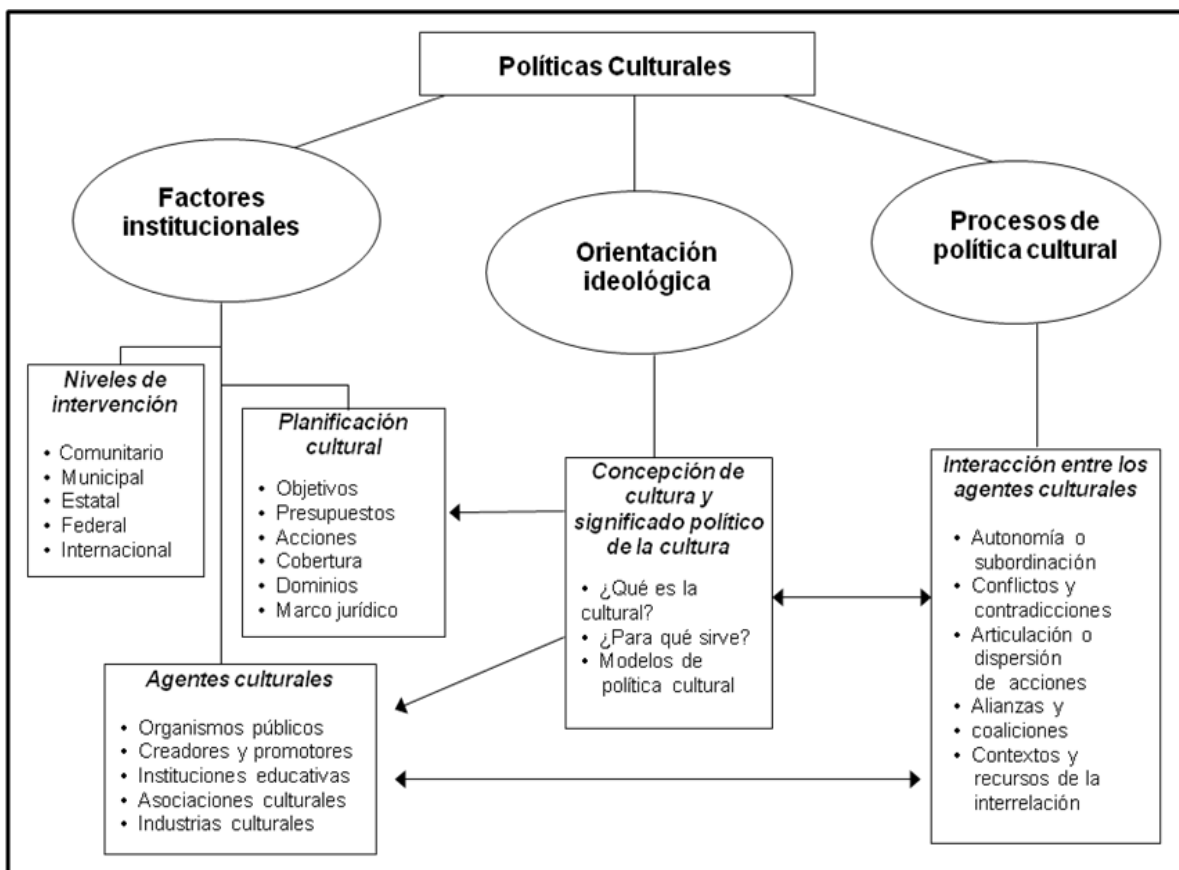 Políticas Culturales
Factores
institucionales
Orientación
ideológica
Procesos de
política cultural
Niveles de
intervención
• Comunitario
• Municipal
• Estatal
• Federal
• Internacional
Planificación
cultural
• Objetivos
• Presupuestos
• Acciones
• Cobertura
• Dominios
• Marco jurídico
Agentes culturales
• Organismos públicos
• Creadores y promotores
• Instituciones educativas
• Asociaciones culturales
• Industrias culturales
Concepción de
cultura y
significado político
de la cultura
• ¿Qué es la
cultural?
• ¿Para qué sirve?
• Modelos de
política cultural
Interacción entre los
agentes culturales
• Autonomía o
subordinación
• Conflictos y
contradicciones
• Articulación o
dispersión
de acciones
• Alianzas y
• coaliciones
• Contextos y
recursos de la
interrelación